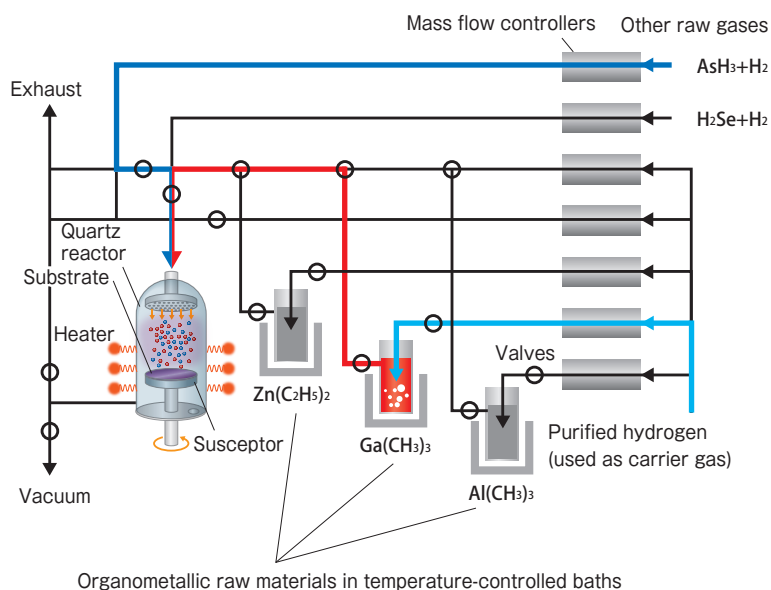 Mass flow controllers
Other raw gases
AsH₃+H₂
Exhaust
H₂Se+H₂
Quartz
reactor
Substrate
Heater
Valves
Zn(C₂H₅)₂
Susceptor
Ga(CH₃)₃
Purified hydrogen
(used as carrier gas)
Vacuum
Al(CH₃)₃
Organometallic raw materials in temperature-controlled baths